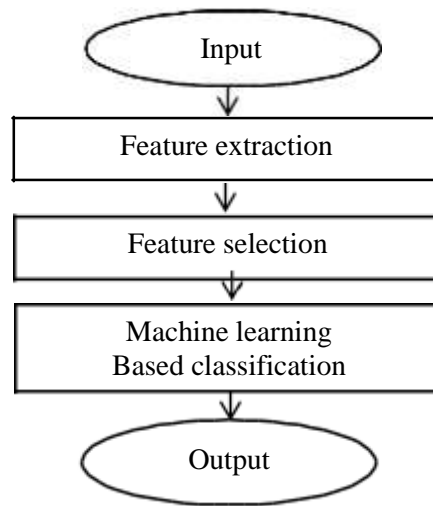 Input
Feature extraction
Feature selection
Machine learning
Based classification
Output